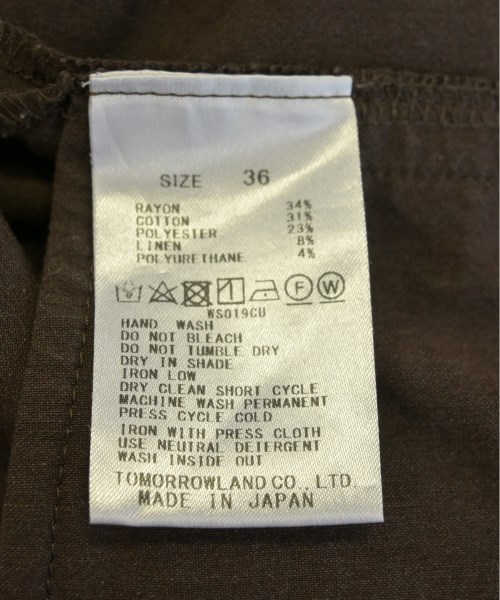 SIZE 36
RAYON 34%
COTTON 31%
POLYESTER 23%
LINEN 8%
POLYURETHANE 4%
F W
WS019CU
HAND WASH
DO NOT BLEACH
DO NOT TUMBLE DRY
DRY IN SHADE
IRON LOW
DRY CLEAN SHORT CYCLE
MACHINE WASH PERMANENT
PRESS CYCLE COLD
IRON WITH PRESS CLOTH
USE NEUTRAL DETERGENT
WASH INSIDE OUT
TOMORROWLAND CO., LTD.
MADE IN JAPAN